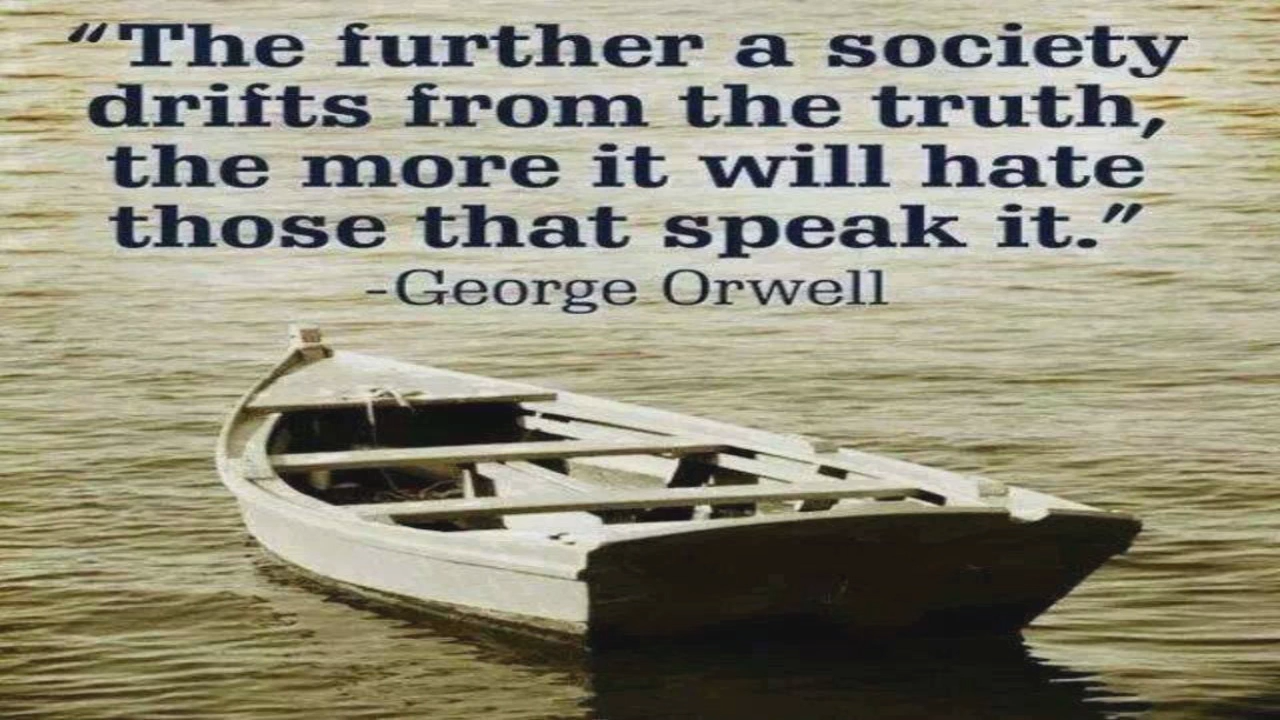 “The further a society
drifts from the truth,
the more it will hate
those that speak it.”
-George Orwell